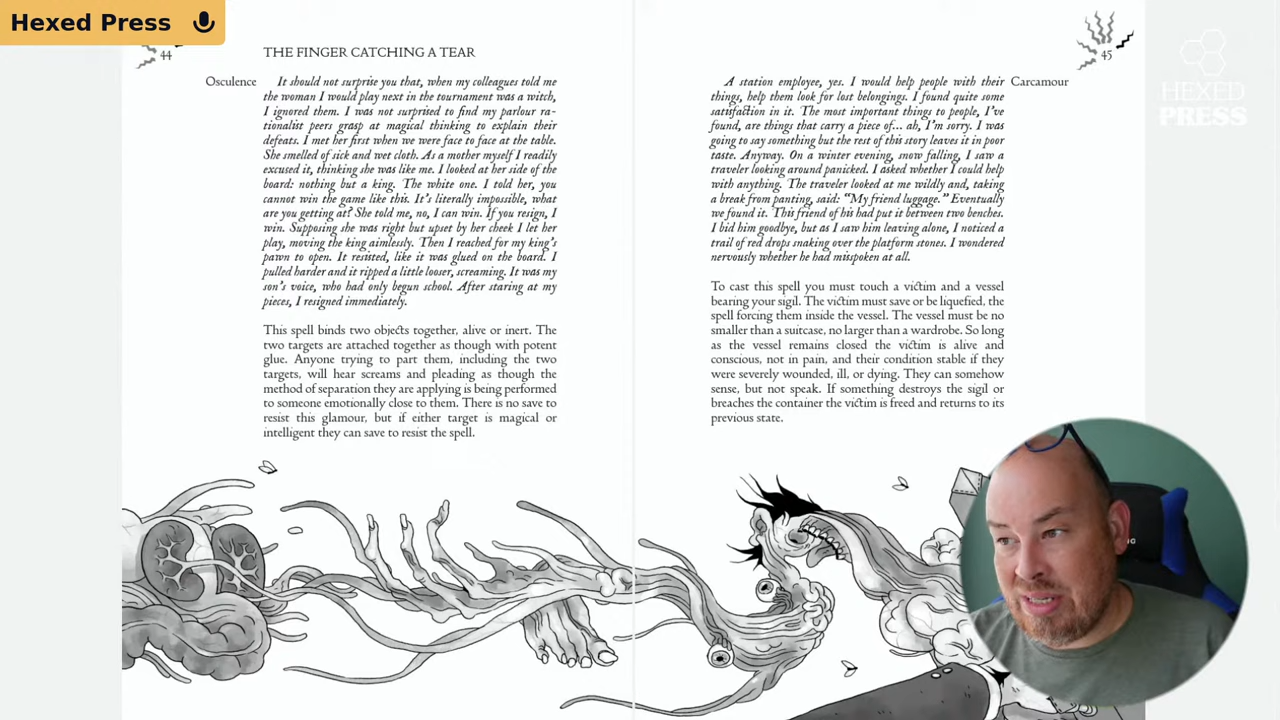 Hexed Press
44
THE FINGER CATCHING A TEAR
Osculence
It should not surprise you that, when my colleagues told me
the woman I would play next in the tournament was a witch,
I ignored them. I was not surprised to find my parlour ra-
tionalist peers grasp at magical thinking to explain their
defeats. I met her first when we were face to face at the table.
She smelled of sick and wet cloth. As a mother myself I readily
excused it, thinking she was like me. I looked at her side of the
board: nothing but a king. The white one. I told her, you
cannot win the game like this. It's literally impossible, what
are you getting at? She told me, no, I can win. If you resign, I
win. Supposing she was right but upset by her cheek I let her
play, moving the king aimlessly. Then I reached for my king's
pawn to open. It resisted, like it was glued on the board. I
pulled harder and it ripped a little looser, screaming. It was my
son's voice, who had only begun school. After staring at my
pieces, I resigned immediately.
This spell binds two objects together, alive or inert. The
two targets are attached together as though with potent
glue. Anyone trying to part them, including the two
targets, will hear screams and pleading as though the
method of separation they are applying is being performed
to someone emotionally close to them. There is no save to
resist this glamour, but if either target is magical or
intelligent they can save to resist the spell.
45
Carcamour
A station employee, yes. I would help people with their
things, help them look for lost belongings. I found quite some
satisfaction in it. The most important things to people, I've
found, are things that carry a piece of... ah, I'm sorry. I was
going to say something but the rest of this story leaves it in poor
taste. Anyway. On a winter evening, snow falling, I saw a
traveler looking around panicked. I asked whether I could help
with anything. The traveler looked at me wildly and, taking
a break from panting, said: “My friend luggage.” Eventually
we found it. This friend of his had put it between two benches.
I bid him goodbye, but as I saw him leaving alone, I noticed a
trail of red drops snaking over the platform stones. I wondered
nervously whether he had mispoken at all.
To cast this spell you must touch a victim and a vessel
bearing your sigil. The victim must save or be liquefied, the
spell forcing them inside the vessel. The vessel must be no
smaller than a suitcase, no larger than a wardrobe. So long
as the vessel remains closed the victim is alive and
conscious, not in pain, and their condition stable if they
were severely wounded, ill, or dying. They can somehow
sense, but not speak. If something destroys the sigil or
breaches the container the victim is freed and returns to its
previous state.
HEXED
PRESS